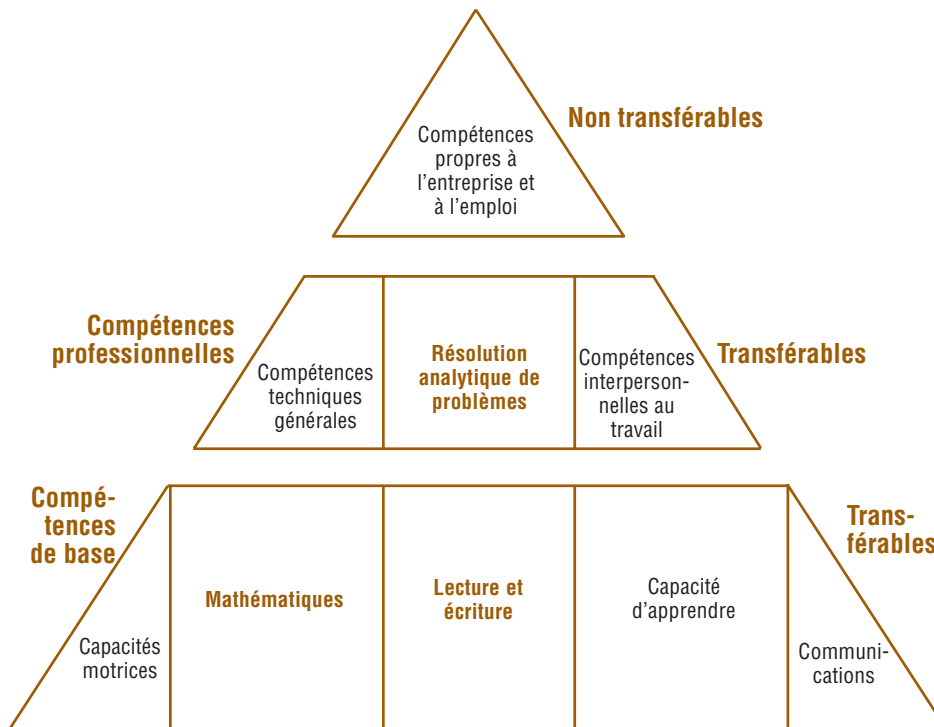 Non transférables
Compétences
propres à
l'entreprise et
à l'emploi
Compétences
professionnelles
Compétences
techniques
générales
Résolution
analytique de
problèmes
Compétences
interperson-
nelles au
travail
Transférables
Compé-
tences
de base
Capacités
motrices
Mathématiques
Lecture et
écriture
Capacité
d'apprendre
Communi-
cations
Trans-
férables